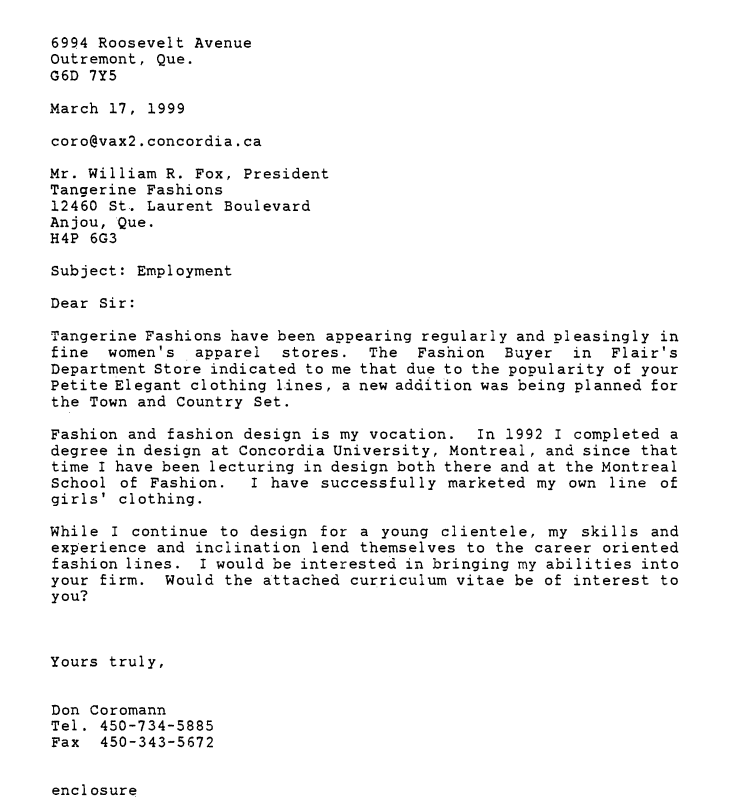 6994 Roosevelt Avenue
Outremont, Que.
G6D 7Y5
March 17, 1999
coro@vax2.concordia.ca
Mr. William R. Fox, President
Tangerine Fashions
12460 St. Laurent Boulevard
Anjou, Que.
H4P 6G3
Subject: Employment
Dear Sir:
Tangerine Fashions have been appearing regularly and pleasingly in
fine women's apparel stores. The Fashion Buyer in Flair's
Department Store indicated to me that due to the popularity of your
Petite Elegant clothing lines, a new addition was being planned for
the Town and Country Set.
Fashion and fashion design is my vocation. In 1992 I completed a
degree in design at Concordia University, Montreal, and since that
time I have been lecturing in design both there and at the Montreal
School of Fashion. I have successfully marketed my own line of
girls' clothing.
While I continue to design for a young clientele, my skills and
experience and inclination lend themselves to the career oriented
fashion lines. I would be interested in bringing my abilities into
your firm. Would the attached curriculum vitae be of interest to
you?
Yours truly,
Don Coromann
Tel. 450-734-5885
Fax 450-343-5672
enclosure